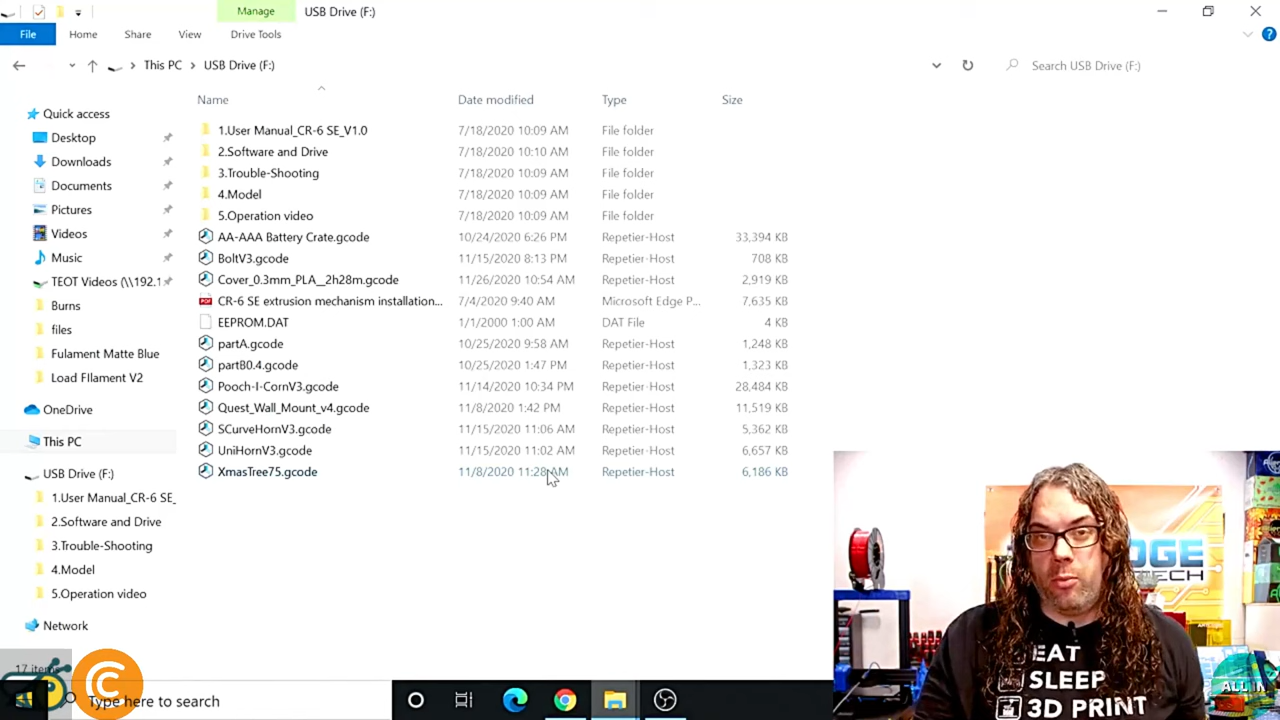 Manage USB Drive (F:)
File Home Share View Drive Tools
This PC USB Drive (F:) Search USB Drive (F:)
Name Date modified Type Size
Quick access
Desktop
Downloads
Documents
Pictures
Videos
Music
TEOT Videos (\\192.1
Burns
files
Fulament Matte Blue
Load FIlament V2
OneDrive
This PC
USB Drive (F:)
1.User Manual_CR-6 SE_
2.Software and Drive
3.Trouble-Shooting
4.Model
5.Operation video
Network
1.User Manual_CR-6 SE_V1.0 7/18/2020 10:09 AM File folder
2.Software and Drive 7/18/2020 10:10 AM File folder
3.Trouble-Shooting 7/18/2020 10:09 AM File folder
4.Model 7/18/2020 10:09 AM File folder
5.Operation video 7/18/2020 10:09 AM File folder
AA-AAA Battery Crate.gcode 10/24/2020 6:26 PM Repetier-Host 33,394 KB
BoltV3.gcode 11/15/2020 8:13 PM Repetier-Host 708 KB
Cover_0.3mm_PLA__2h28m.gcode 11/26/2020 10:54 AM Repetier-Host 2,919 KB
CR-6 SE extrusion mechanism installation... 7/4/2020 9:40 AM Microsoft Edge P... 7,635 KB
EEPROM.DAT 1/1/2000 1:00 AM DAT File 4 KB
partA.gcode 10/25/2020 9:58 AM Repetier-Host 1,248 KB
partB0.4.gcode 10/25/2020 1:47 PM Repetier-Host 1,323 KB
Pooch-I-CornV3.gcode 11/14/2020 10:34 PM Repetier-Host 28,484 KB
Quest_Wall_Mount_v4.gcode 11/8/2020 1:42 PM Repetier-Host 11,519 KB
SCurveHornV3.gcode 11/15/2020 11:06 AM Repetier-Host 5,362 KB
UniHornV3.gcode 11/15/2020 11:02 AM Repetier-Host 6,657 KB
XmasTree75.gcode 11/8/2020 11:28 AM Repetier-Host 6,186 KB
17 items
Type here to search
EAT
SLEEP
3D PRINT
ALL IN